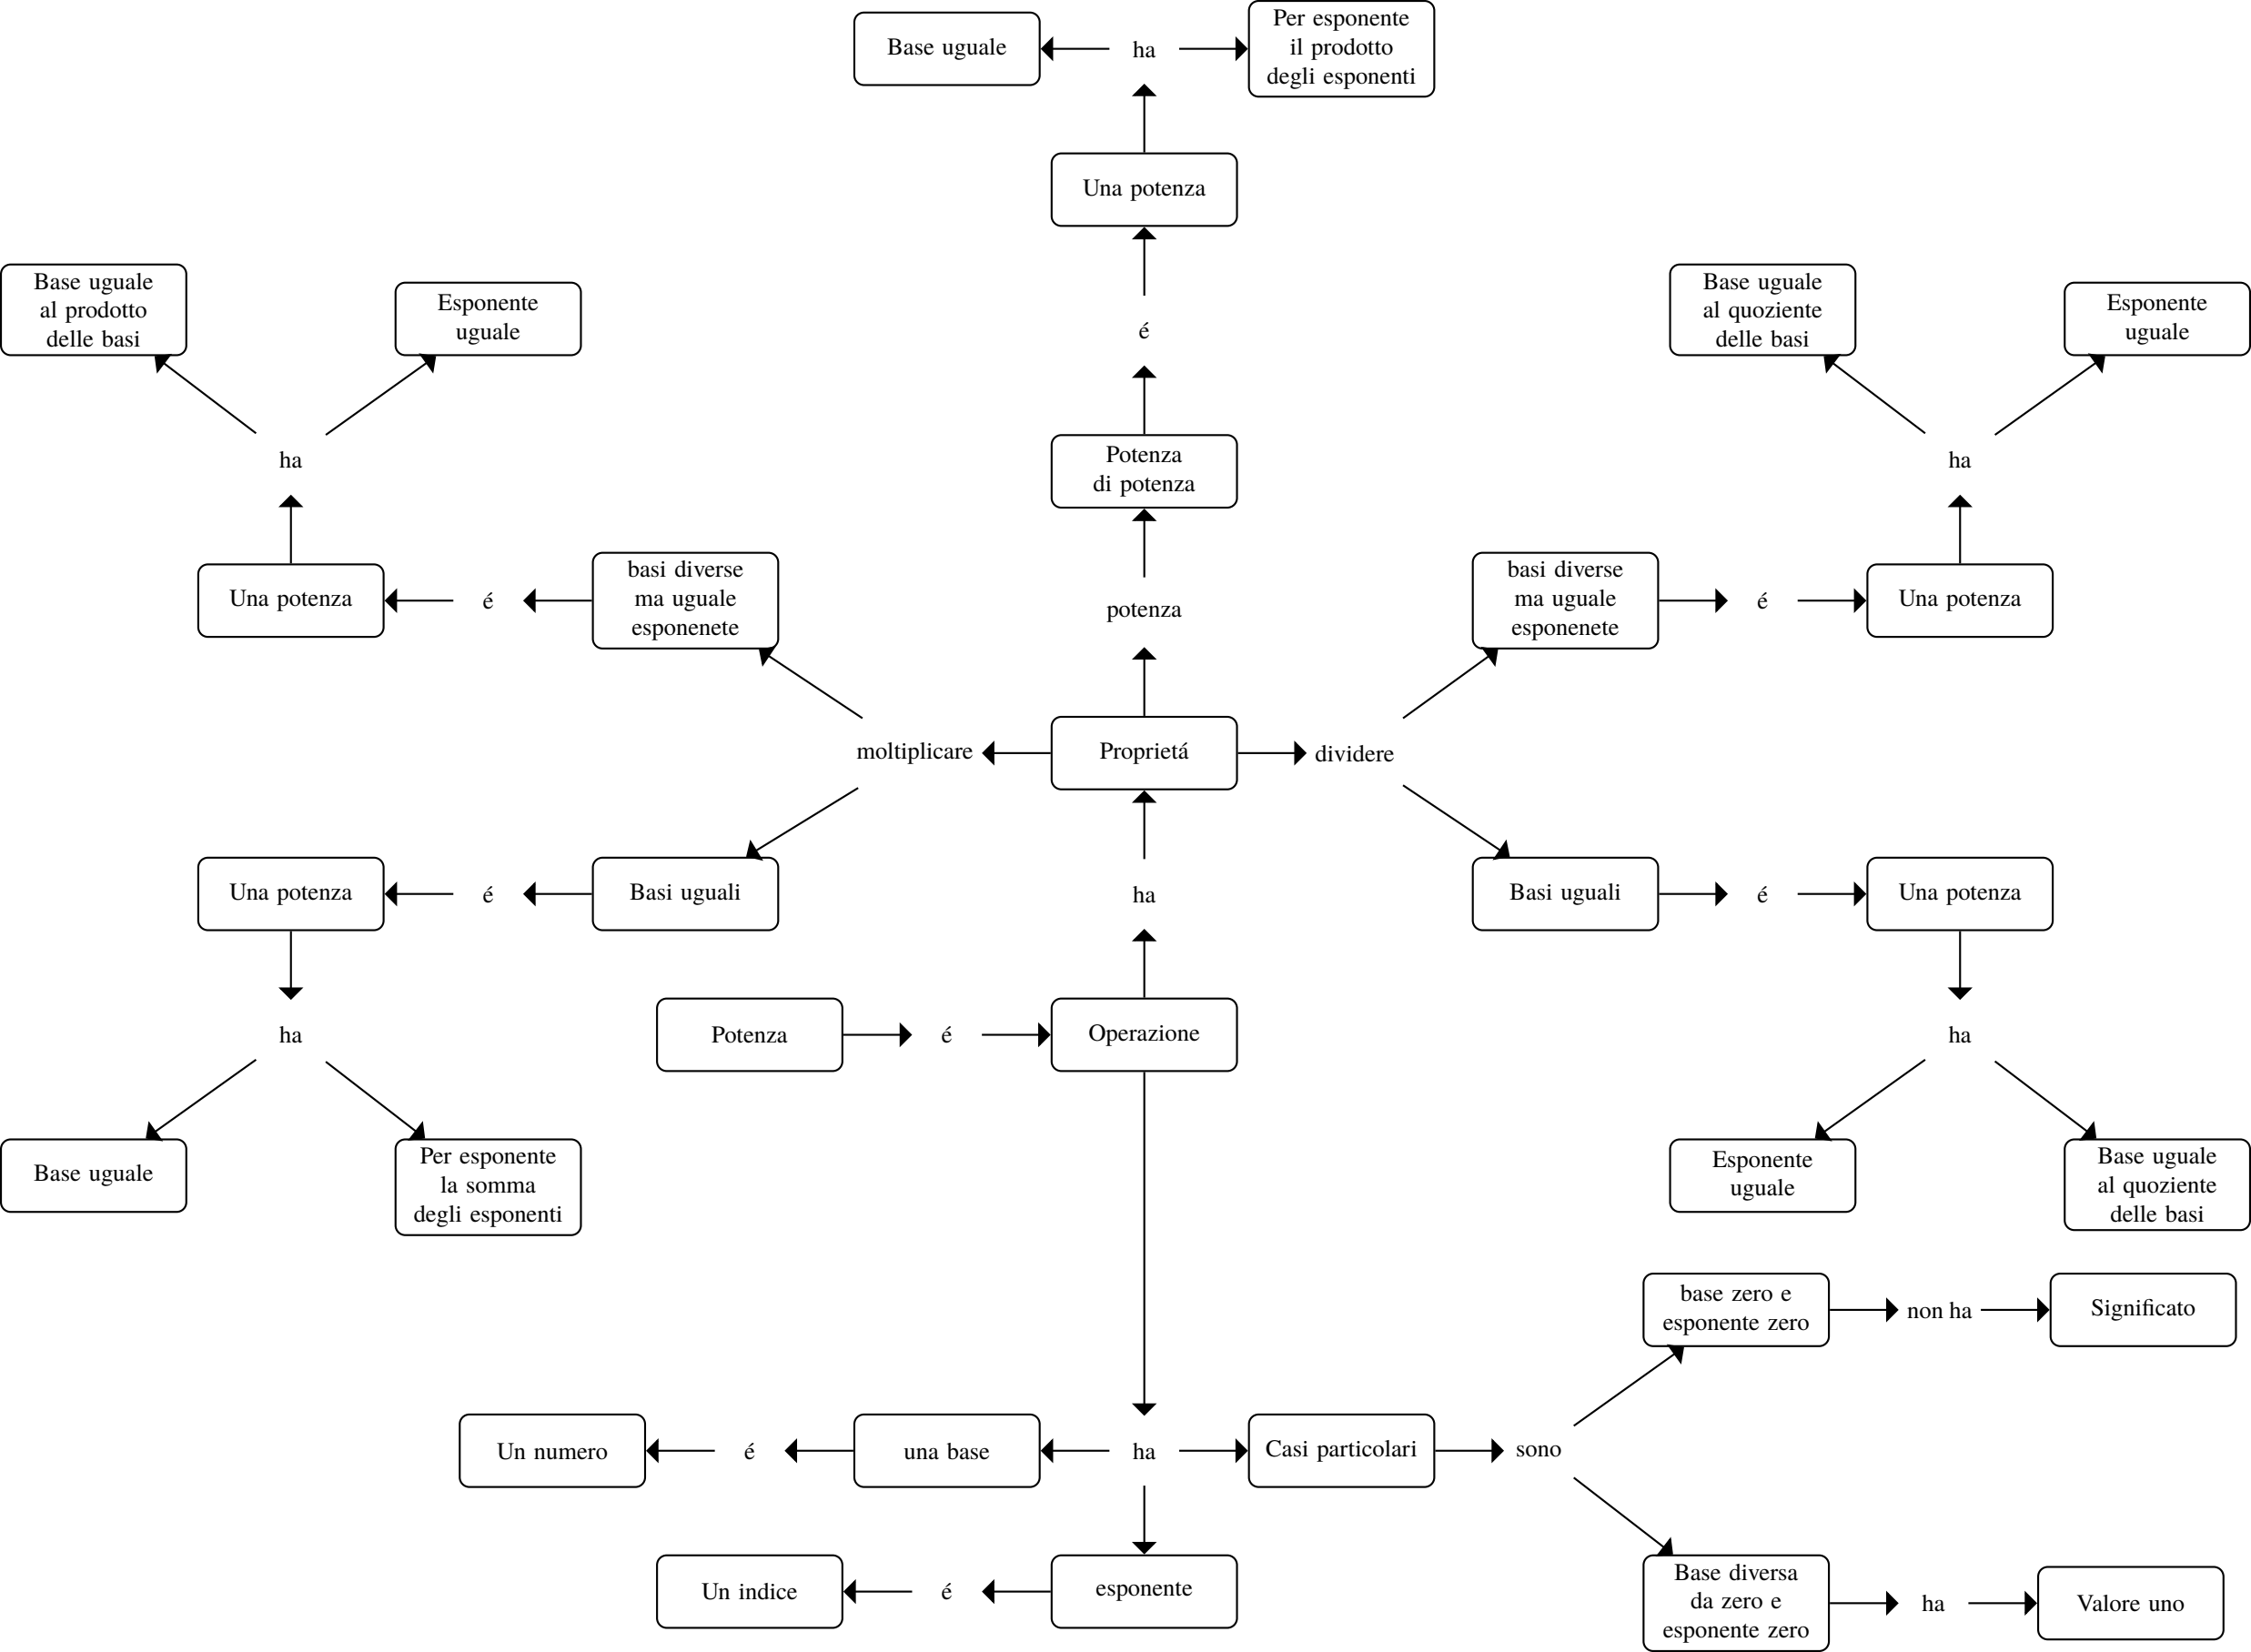 Base uguale
ha
Per esponente
il prodotto
degli esponenti
Una potenza
é
Base uguale
al prodotto
delle basi
Esponente
uguale
Base uguale
al quoziente
delle basi
Esponente
uguale
ha
Potenza
di potenza
ha
Una potenza
é
basi diverse
ma uguale
esponenete
potenza
basi diverse
ma uguale
esponenete
é
Una potenza
moltiplicare
Proprietá
dividere
Una potenza
é
Basi uguali
ha
Basi uguali
é
Una potenza
ha
Potenza
é
Operazione
ha
Base uguale
Per esponente
la somma
degli esponenti
Esponente
uguale
Base uguale
al quoziente
delle basi
base zero e
esponente zero
non ha
Significato
Un numero
é
una base
ha
Casi particolari
sono
Un indice
é
esponente
Base diversa
da zero e
esponente zero
ha
Valore uno